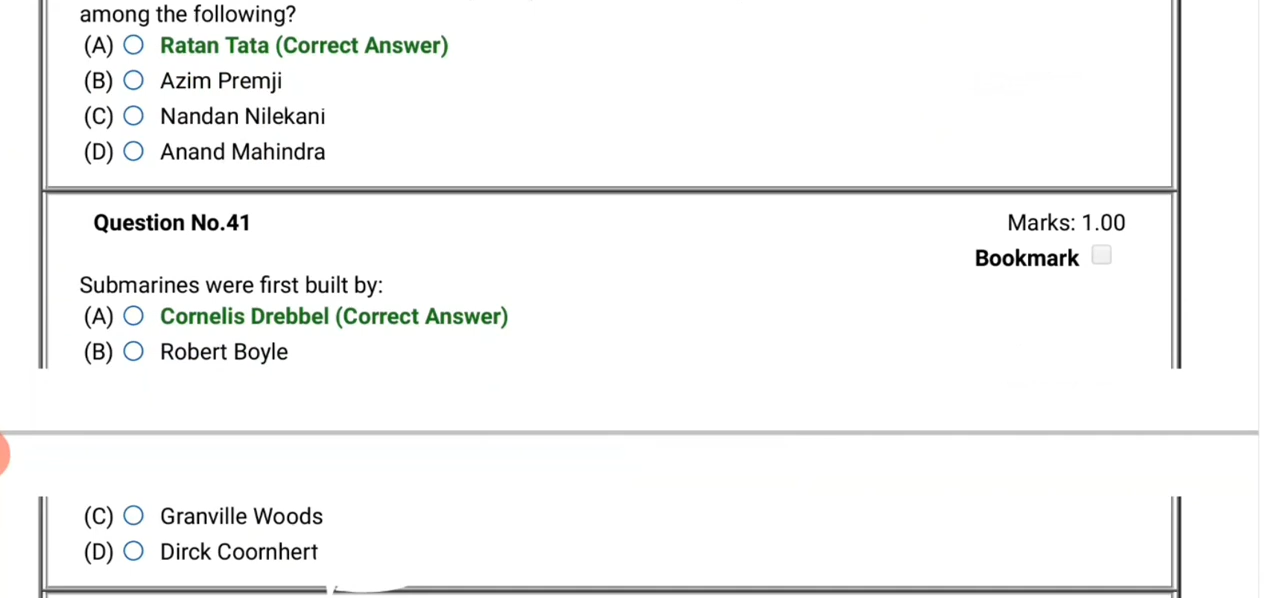 among the following?
(A) Ratan Tata (Correct Answer)
(B) Azim Premji
(C) Nandan Nilekani
(D) Anand Mahindra
Question No.41 Marks: 1.00
Bookmark
Submarines were first built by:
(A) Cornelis Drebbel (Correct Answer)
(B) Robert Boyle
(C) Granville Woods
(D) Dirck Coornhert